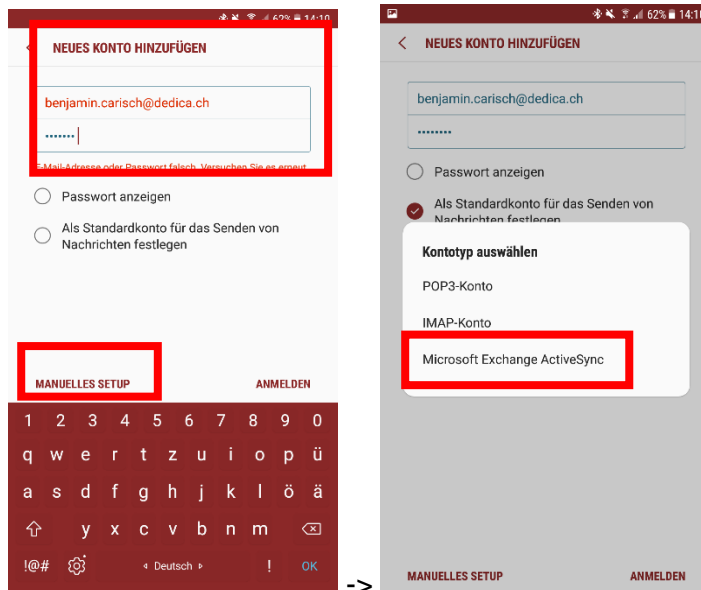 62% 14:10
NEUES KONTO HINZUFÜGEN
benjamin.carisch@dedica.ch
•••••••
E-Mail-Adresse oder Passwort falsch. Versuchen Sie es erneut.
Passwort anzeigen
Als Standardkonto für das Senden von
Nachrichten festlegen
MANUELLES SETUP ANMELDEN
1 2 3 4 5 6 7 8 9 0
q w e r t z u i o p ü
a s d f g h j k l ö ä
y x c v b n m
!@# Deutsch ! OK
->
62% 14:10
NEUES KONTO HINZUFÜGEN
benjamin.carisch@dedica.ch
••••••••
Passwort anzeigen
Als Standardkonto für das Senden von
Nachrichten festlegen
Kontotyp auswählen
POP3-Konto
IMAP-Konto
Microsoft Exchange ActiveSync
MANUELLES SETUP ANMELDEN